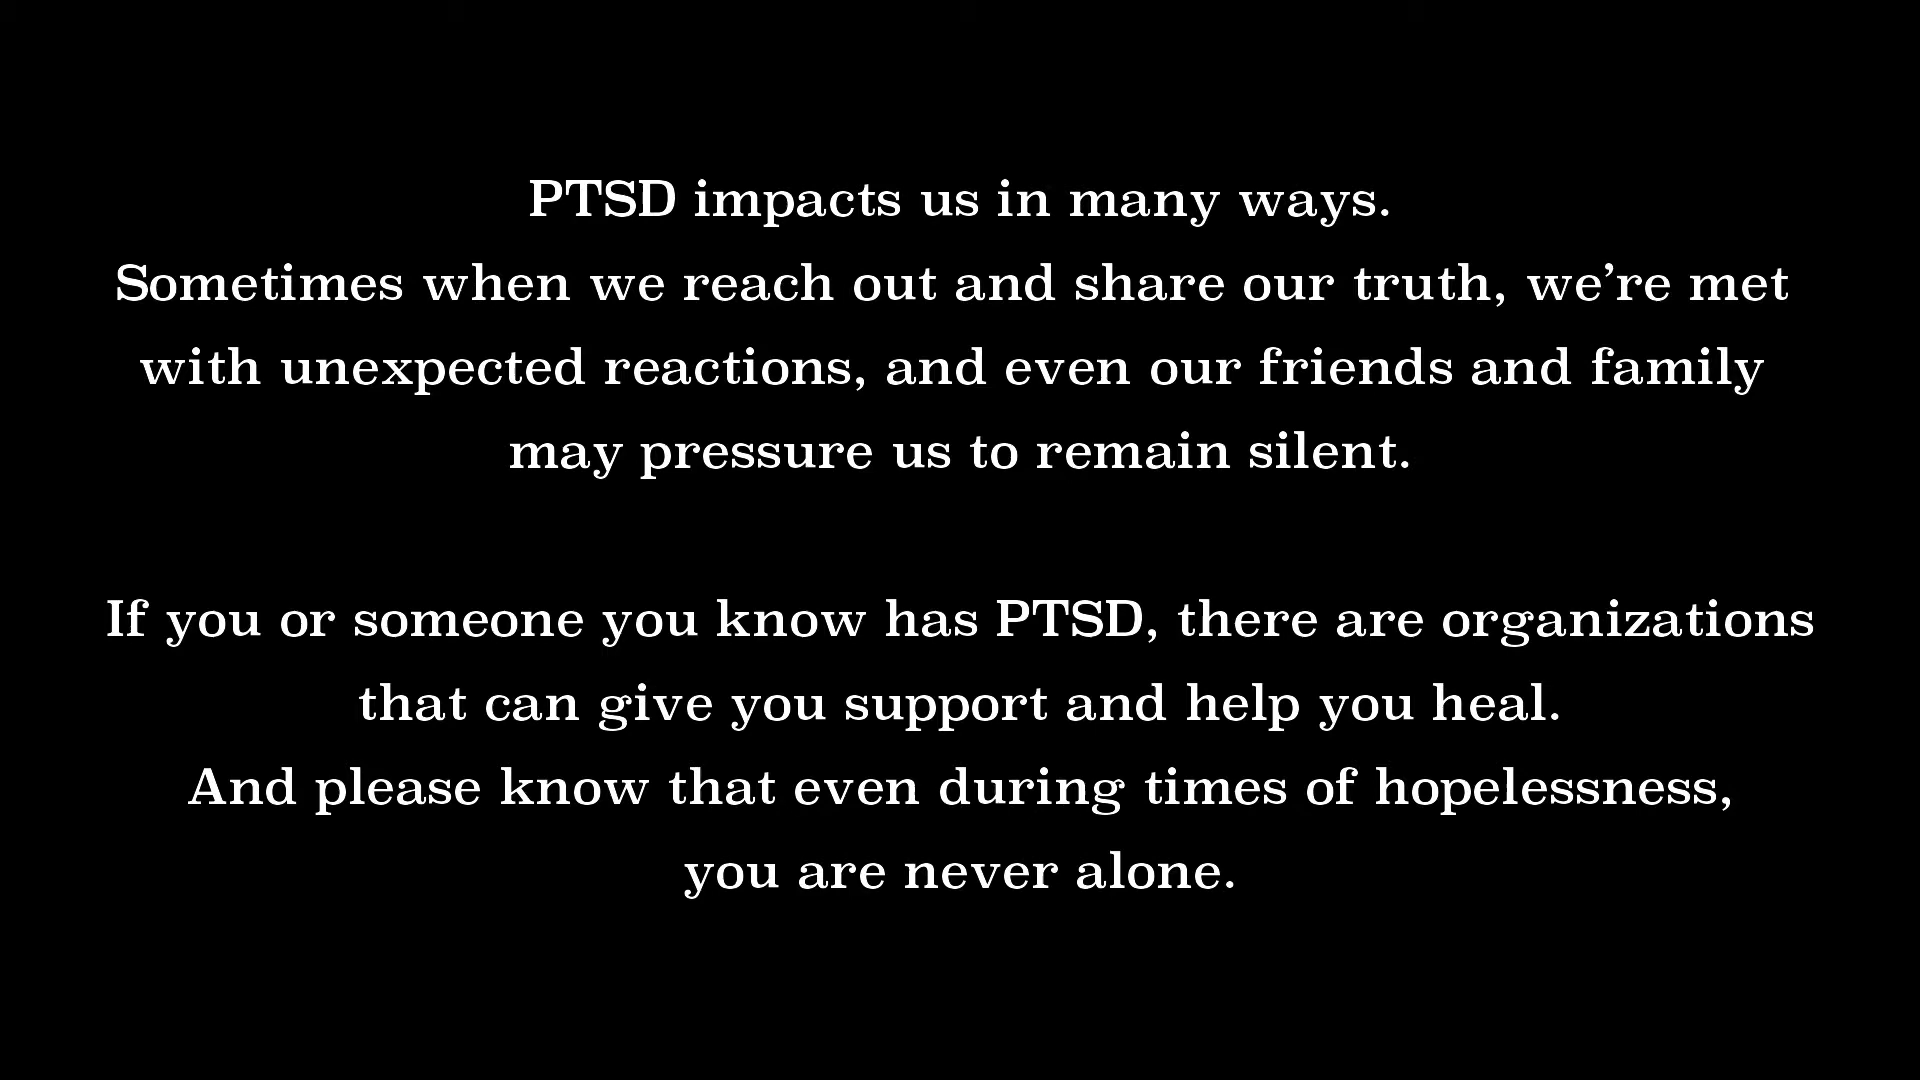 PTSD impacts us in many ways.
Sometimes when we reach out and share our truth, we’re met
with unexpected reactions, and even our friends and family
may pressure us to remain silent.
If you or someone you know has PTSD, there are organizations
that can give you support and help you heal.
And please know that even during times of hopelessness,
you are never alone.